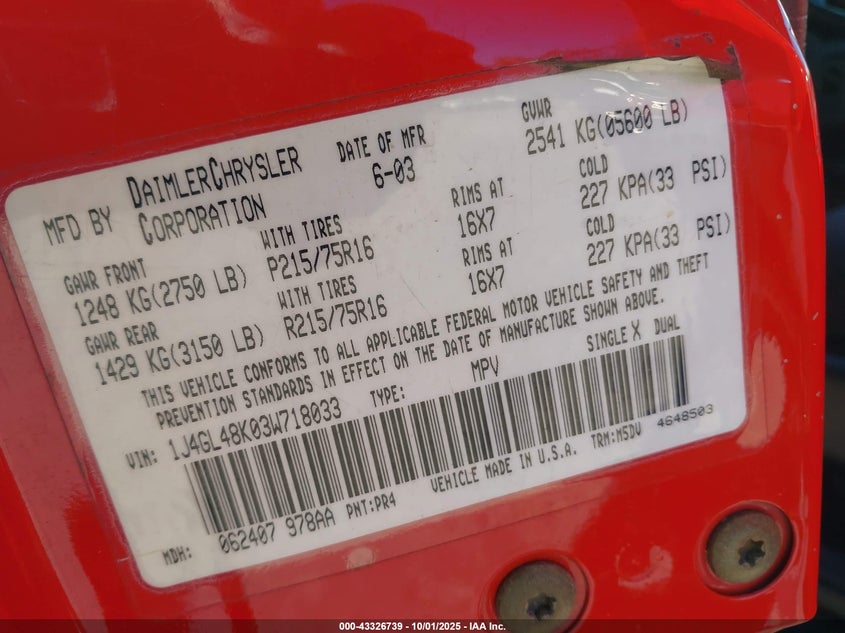 MFD BY DAIMLERCHRYSLER CORPORATION DATE OF MFR 6-03 GVWR 2541 KG(05600 LB)
GAWR FRONT WITH TIRES RIMS AT COLD
1248 KG(2750 LB) P215/75R16 16X7 227 KPA(33 PSI)
GAWR REAR WITH TIRES RIMS AT COLD
1429 KG(3150 LB) R215/75R16 16X7 227 KPA(33 PSI)
THIS VEHICLE CONFORMS TO ALL APPLICABLE FEDERAL MOTOR VEHICLE SAFETY AND THEFT
PREVENTION STANDARDS IN EFFECT ON THE DATE OF MANUFACTURE SHOWN ABOVE.
VIN: 1J4GL48K03W718033 TYPE: MPV SINGLE X DUAL
MDH: 062407 978AA PNT:PR4 VEHICLE MADE IN U.S.A. TRM:M5DV 4648503
000-43326739 - 10/01/2025 - IAA Inc.